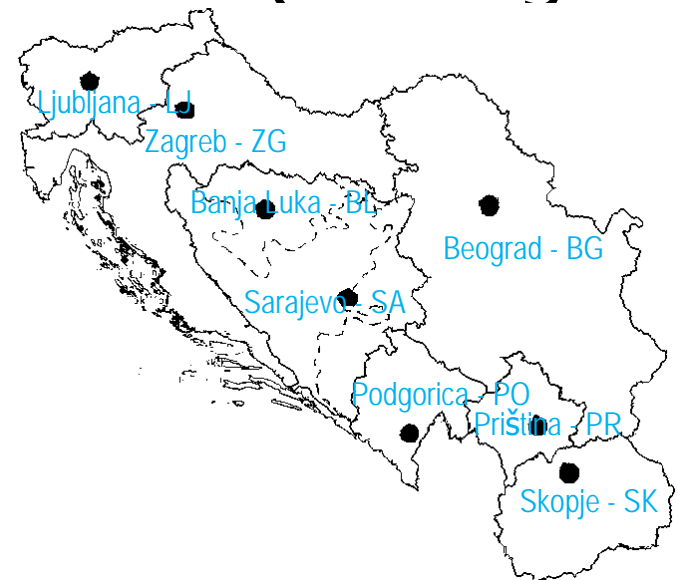 Ljubljana - LJ
Zagreb - ZG
Banja Luka - BL
Beograd - BG
Sarajevo - SA
Podgorica - PO
Priština - PR
Skopje - SK